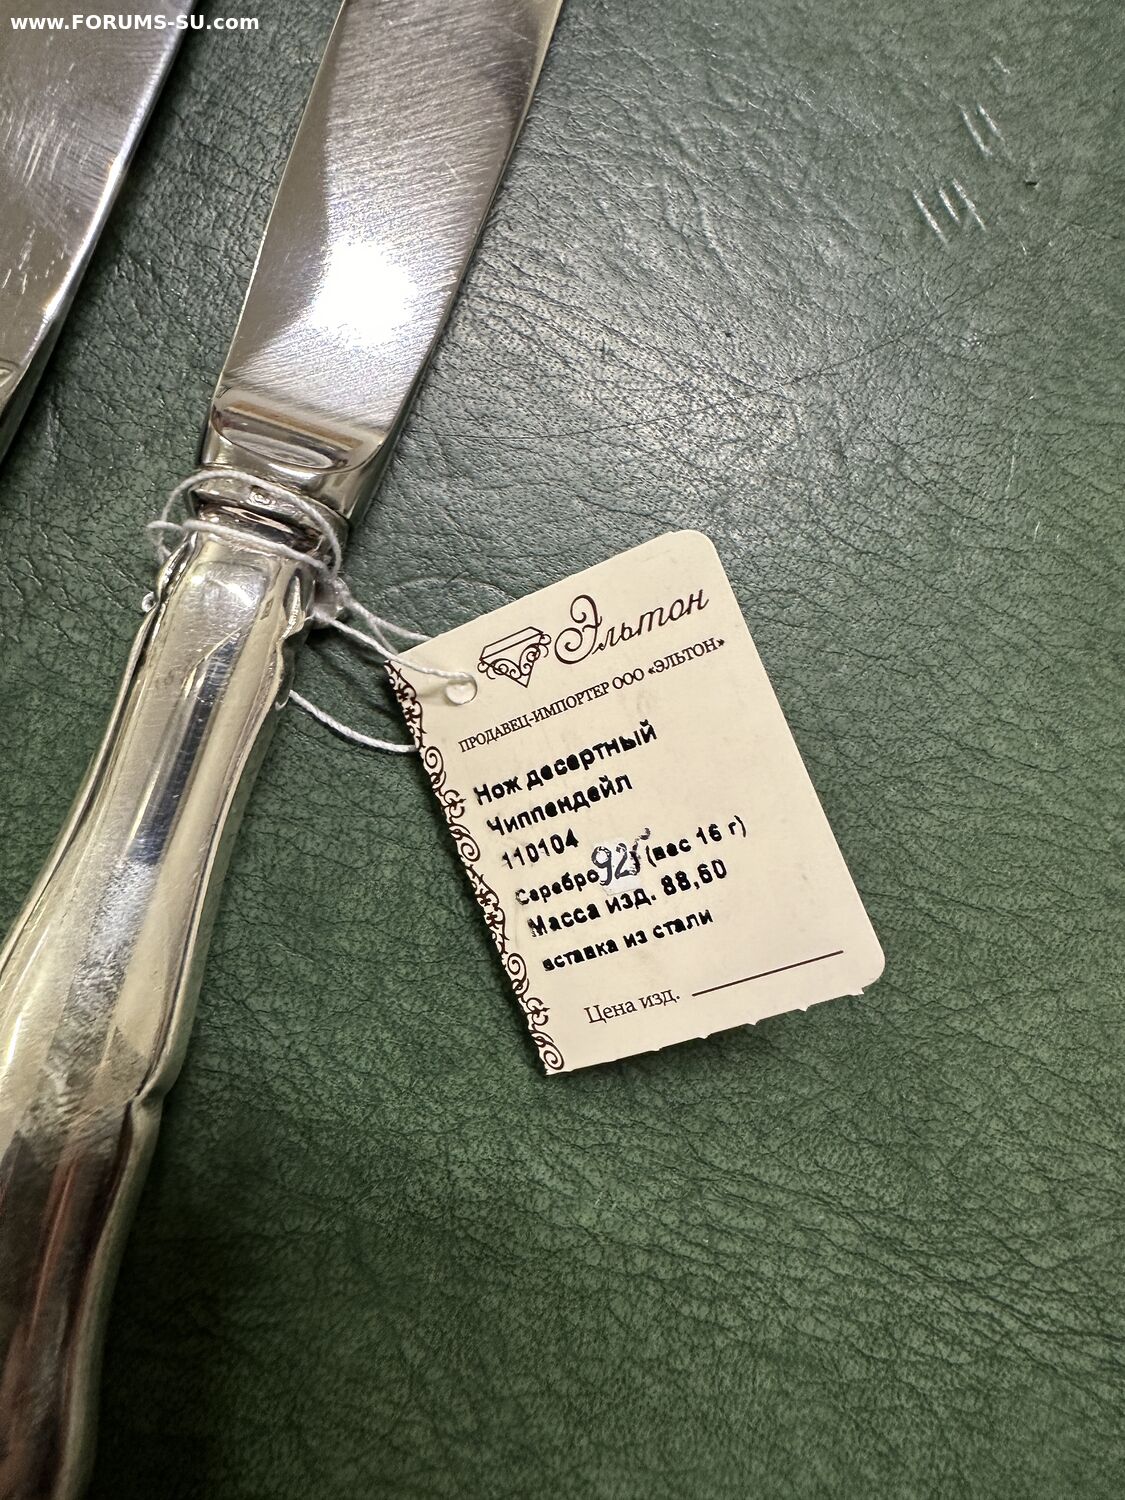 www.FORUMS-SU.com
Эльтон
ПРОДАВЕЦ-ИМПОРТЕР ООО «ЭЛЬТОН»
Нож десертный
Чиппендейл
110104
Серебро 925 (вес 16 г)
Масса изд. 88,60
вставка из стали
Цена изд.